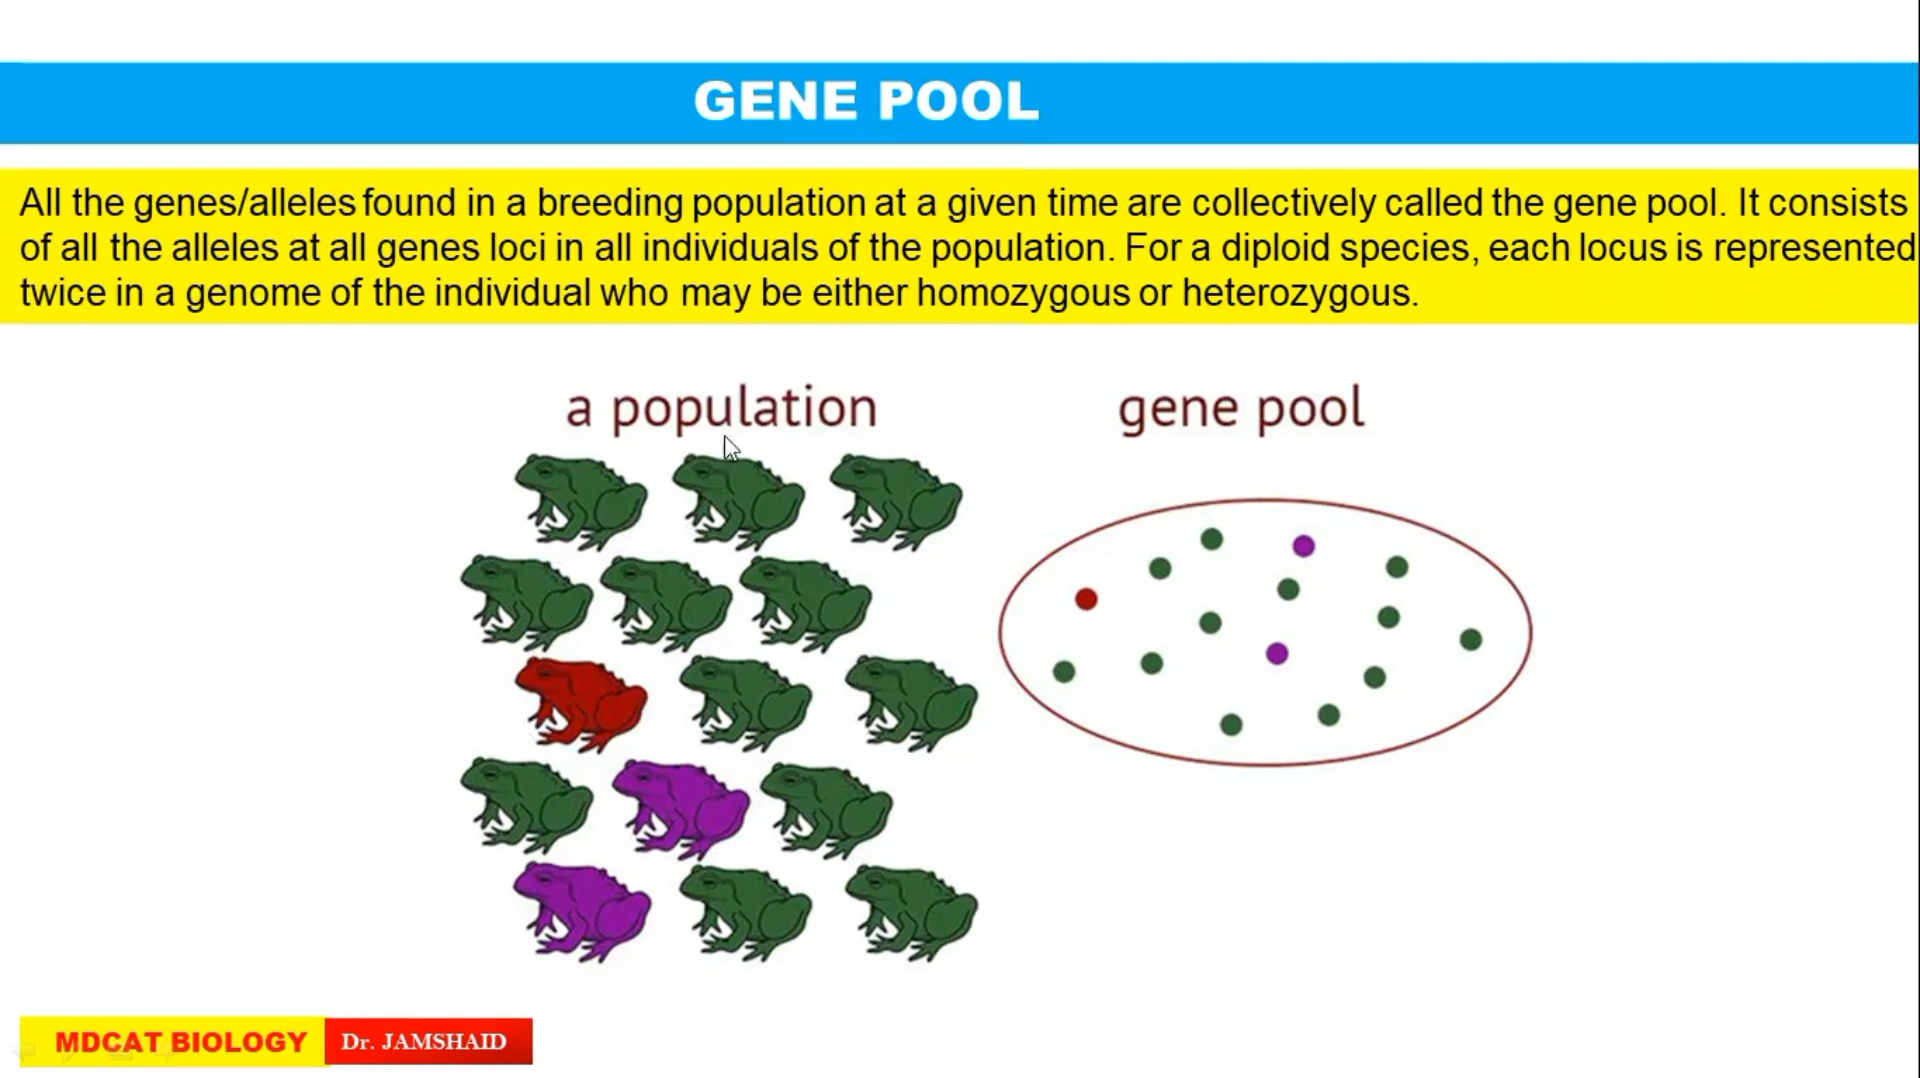 GENE POOL
All the genes/alleles found in a breeding population at a given time are collectively called the gene pool. It consists
of all the alleles at all genes loci in all individuals of the population. For a diploid species, each locus is represented
twice in a genome of the individual who may be either homozygous or heterozygous.
a population
gene pool
MDCAT BIOLOGY
Dr. JAMSHAID